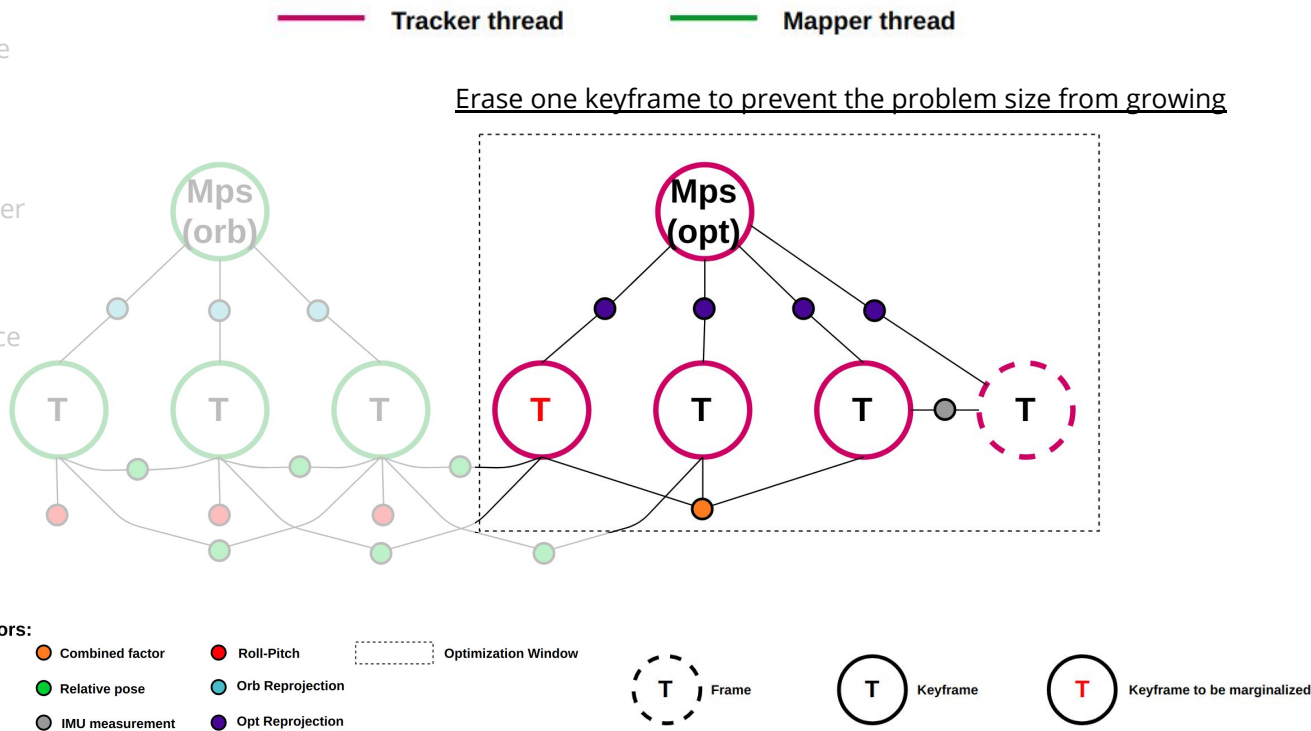 Tracker thread
Mapper thread
e
Erase one keyframe to prevent the problem size from growing
Mps
(orb)
Mps
(opt)
er
ce
T
T
T
T
T
T
T
ors:
Combined factor
Roll-Pitch
Optimization Window
Relative pose
Orb Reprojection
T
Frame
T
Keyframe
T
Keyframe to be marginalized
IMU measurement
Opt Reprojection